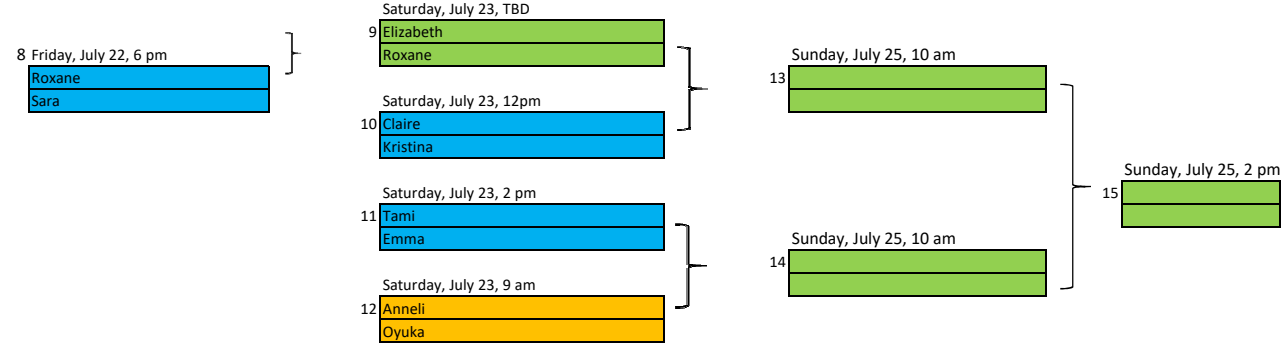 8 Friday, July 22, 6 pm
Roxane
Sara
Saturday, July 23, TBD
9 Elizabeth
Roxane
Saturday, July 23, 12pm
10 Claire
Kristina
Saturday, July 23, 2 pm
11 Tami
Emma
Saturday, July 23, 9 am
12 Anneli
Oyuka
Sunday, July 25, 10 am
13
Sunday, July 25, 10 am
14
Sunday, July 25, 2 pm
15